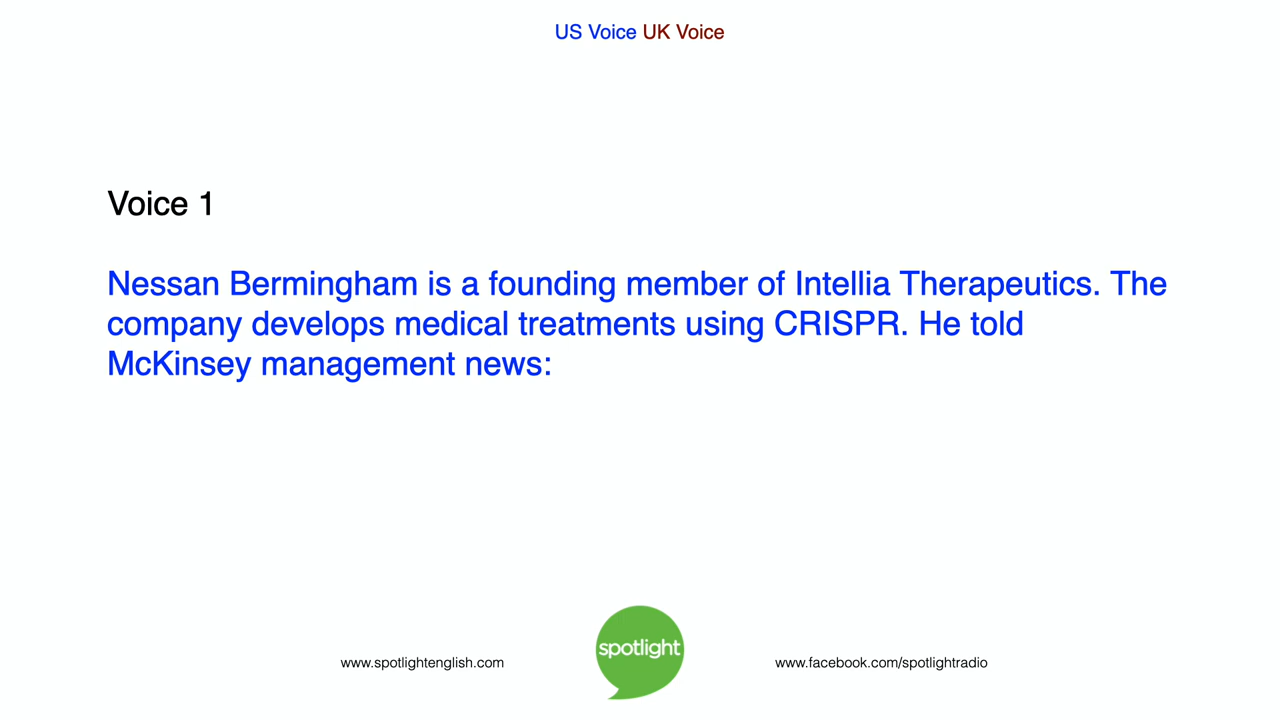 US Voice UK Voice
Voice 1
Nessan Bermingham is a founding member of Intellia Therapeutics. The
company develops medical treatments using CRISPR. He told
McKinsey management news:
spotlight
www.spotlightenglish.com
www.facebook.com/spotlightradio